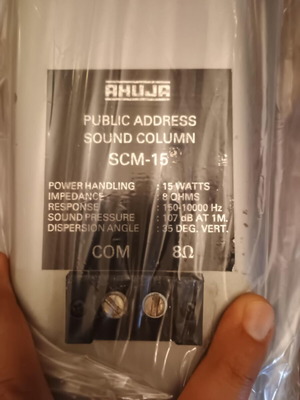 AHUJA
PUBLIC ADDRESS
SOUND COLUMN
SCM-15
POWER HANDLING : 15 WATTS
IMPEDANCE : 8 OHMS
RESPONSE : 150-10000 Hz
SOUND PRESSURE : 107 dB AT 1M.
DISPERSION ANGLE : 35 DEG. VERT.
COM 8Ω